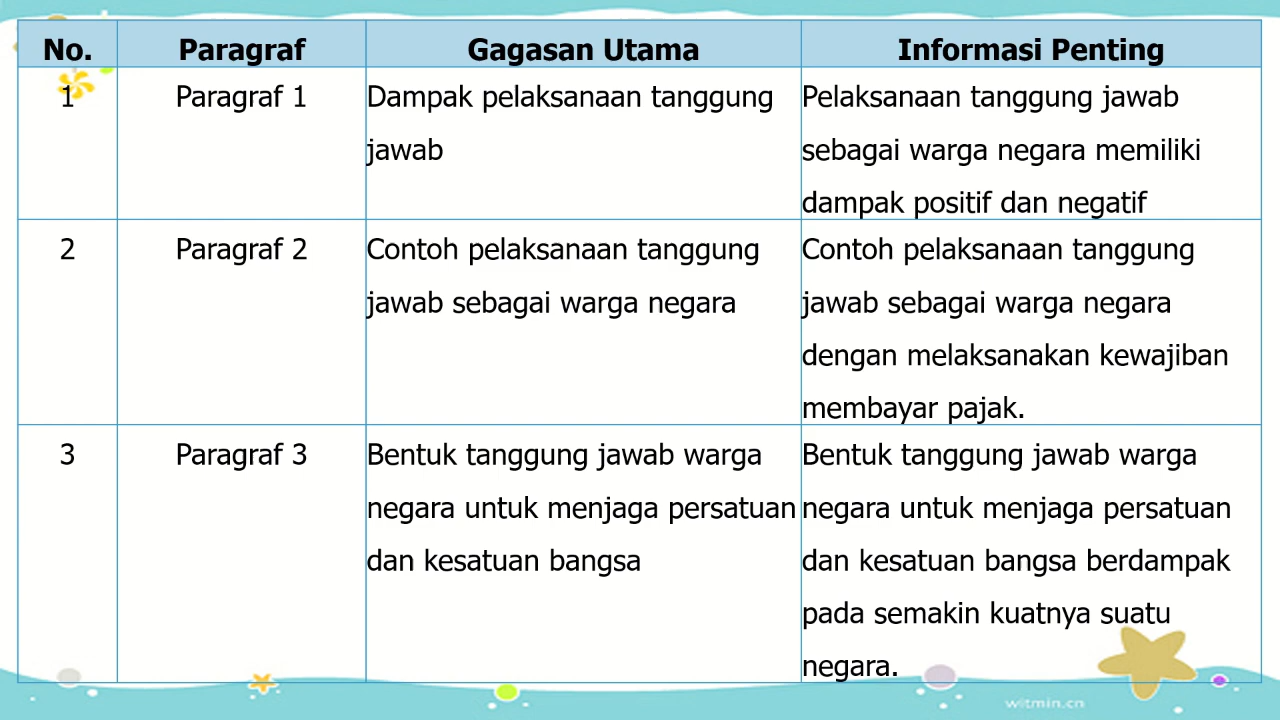 No. Paragraf Gagasan Utama Informasi Penting
1 Paragraf 1 Dampak pelaksanaan tanggung Pelaksanaan tanggung jawab
jawab sebagai warga negara memiliki
dampak positif dan negatif
2 Paragraf 2 Contoh pelaksanaan tanggung Contoh pelaksanaan tanggung
jawab sebagai warga negara jawab sebagai warga negara
dengan melaksanakan kewajiban
membayar pajak.
3 Paragraf 3 Bentuk tanggung jawab warga Bentuk tanggung jawab warga
negara untuk menjaga persatuan negara untuk menjaga persatuan
dan kesatuan bangsa dan kesatuan bangsa berdampak
pada semakin kuatnya suatu
negara.
witmin.cn